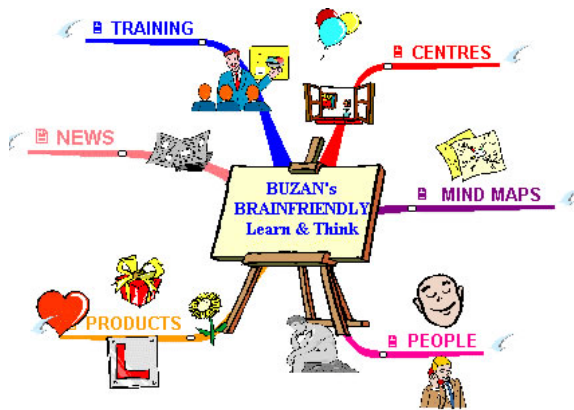 TRAINING
CENTRES
NEWS
MIND MAPS
BUZAN's
BRAINFRIENDLY
Learn & Think
PRODUCTS
L
PEOPLE